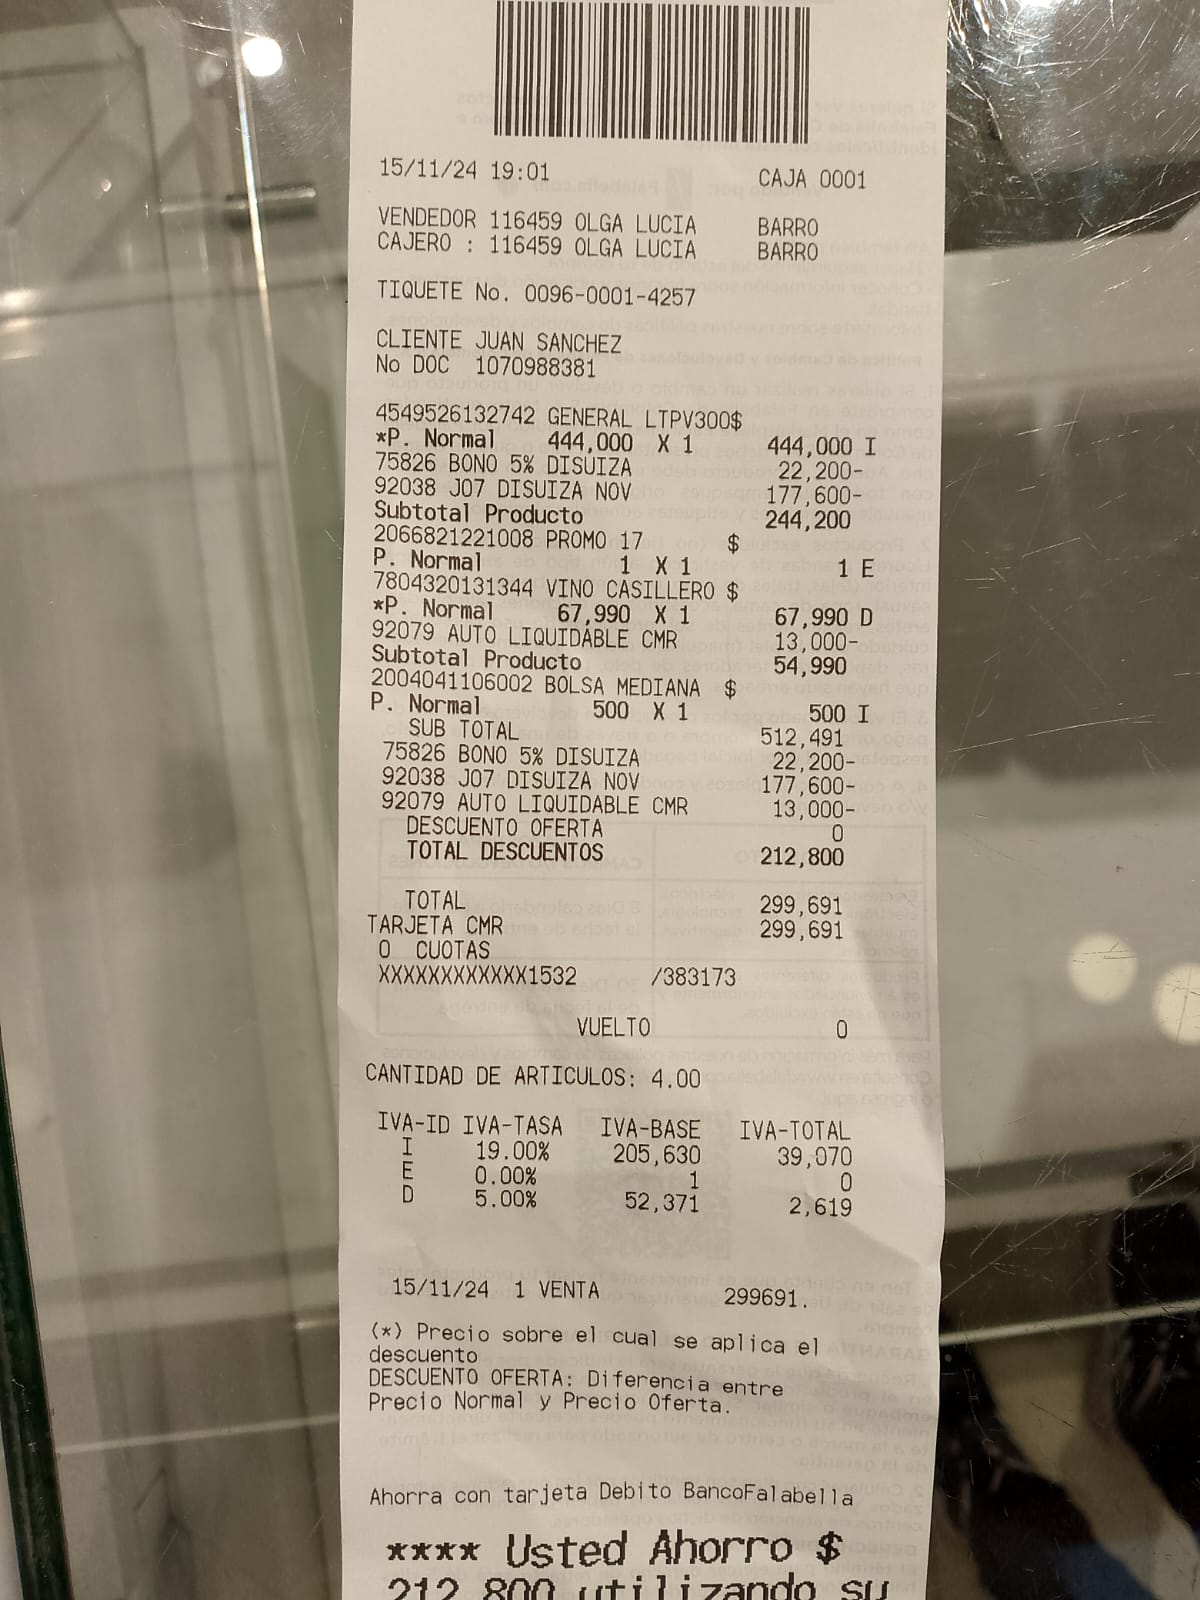 15/11/24 19:01 CAJA 0001
VENDEDOR 116459 OLGA LUCIA BARRO
CAJERO : 116459 OLGA LUCIA BARRO
TIQUETE No. 0096-0001-4257
CLIENTE JUAN SANCHEZ
No DOC 1070988381
4549526132742 GENERAL LTPV300$
*P. Normal 444,000 X 1 444,000 I
75826 BONO 5% DISUIZA 22,200-
92038 J07 DISUIZA NOV 177,600-
Subtotal Producto 244,200
2066821221008 PROMO 17 $
P. Normal 1 X 1 1 E
7804320131344 VINO CASILLERO $
*P. Normal 67,990 X 1 67,990 D
92079 AUTO LIQUIDABLE CMR 13,000-
Subtotal Producto 54,990
2004041106002 BOLSA MEDIANA $
P. Normal 500 X 1 500 I
SUB TOTAL 512,491
75826 BONO 5% DISUIZA 22,200-
92038 J07 DISUIZA NOV 177,600-
92079 AUTO LIQUIDABLE CMR 13,000-
DESCUENTO OFERTA 0
TOTAL DESCUENTOS 212,800
TOTAL 299,691
TARJETA CMR 299,691
0 CUOTAS
XXXXXXXXXXXX1532 /383173
VUELTO 0
CANTIDAD DE ARTICULOS: 4.00
IVA-ID IVA-TASA IVA-BASE IVA-TOTAL
I 19.00% 205,630 39,070
E 0.00% 1 0
D 5.00% 52,371 2,619
15/11/24 1 VENTA 299691.
(*) Precio sobre el cual se aplica el
descuento
DESCUENTO OFERTA: Diferencia entre
Precio Normal y Precio Oferta.
Ahorra con tarjeta Debito BancoFalabella
**** Usted Ahorro $
212,800 utilizando su